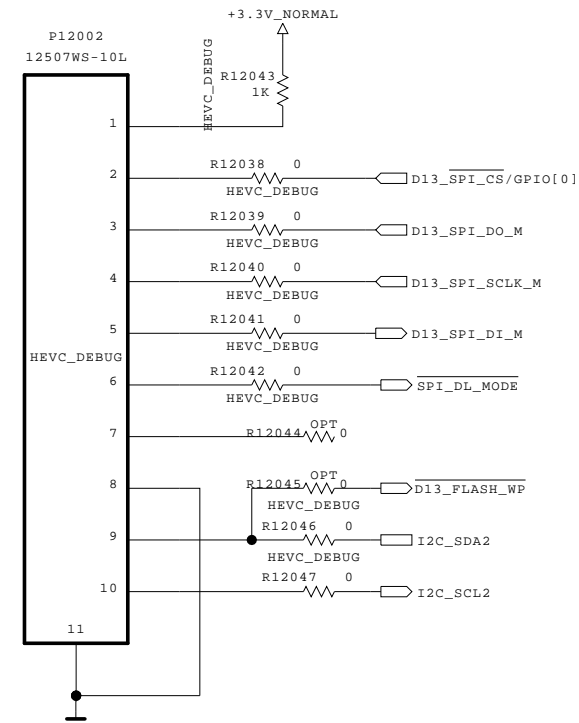 +3.3V_NORMAL
P12002
12507WS-10L
HEVC_DEBUG
R12043
1K
1
R12038 0
2
HEVC_DEBUG
D13_SPI_CS/GPIO[0]
R12039 0
3
HEVC_DEBUG
D13_SPI_DO_M
R12040 0
4
HEVC_DEBUG
D13_SPI_SCLK_M
R12041 0
5
HEVC_DEBUG
D13_SPI_DI_M
HEVC_DEBUG
R12042 0
6
HEVC_DEBUG
SPI_DL_MODE
7
OPT
R12044 0
8
OPT
R12045 0
D13_FLASH_WP
HEVC_DEBUG
R12046 0
9
I2C_SDA2
HEVC_DEBUG
R12047 0
10
I2C_SCL2
11